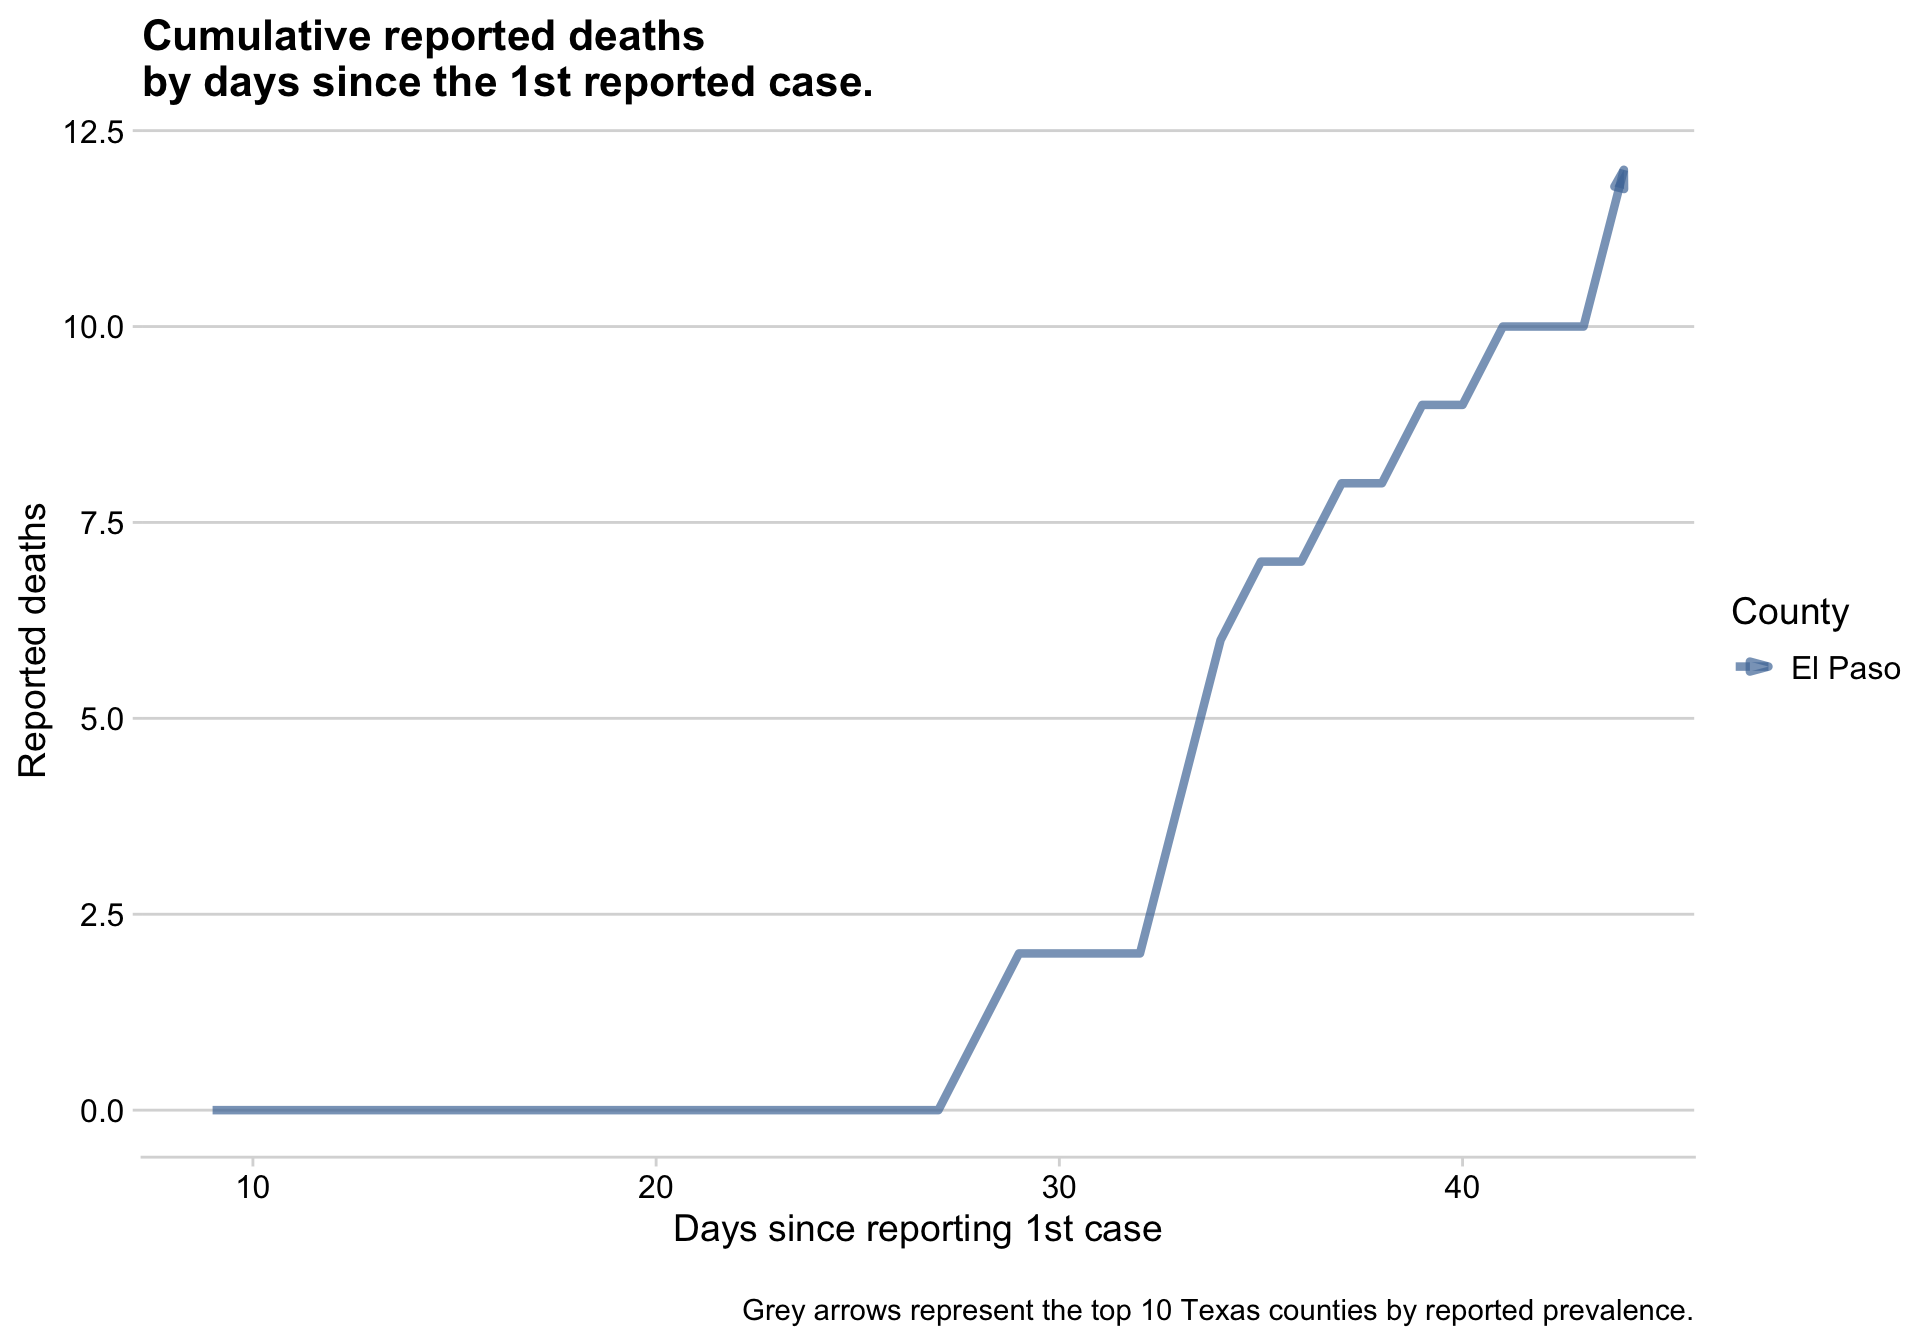 Cumulative reported deaths
by days since the 1st reported case.
12.5
10.0
7.5
5.0
2.5
0.0
Reported deaths
10 20 30 40
Days since reporting 1st case
County
El Paso
Grey arrows represent the top 10 Texas counties by reported prevalence.